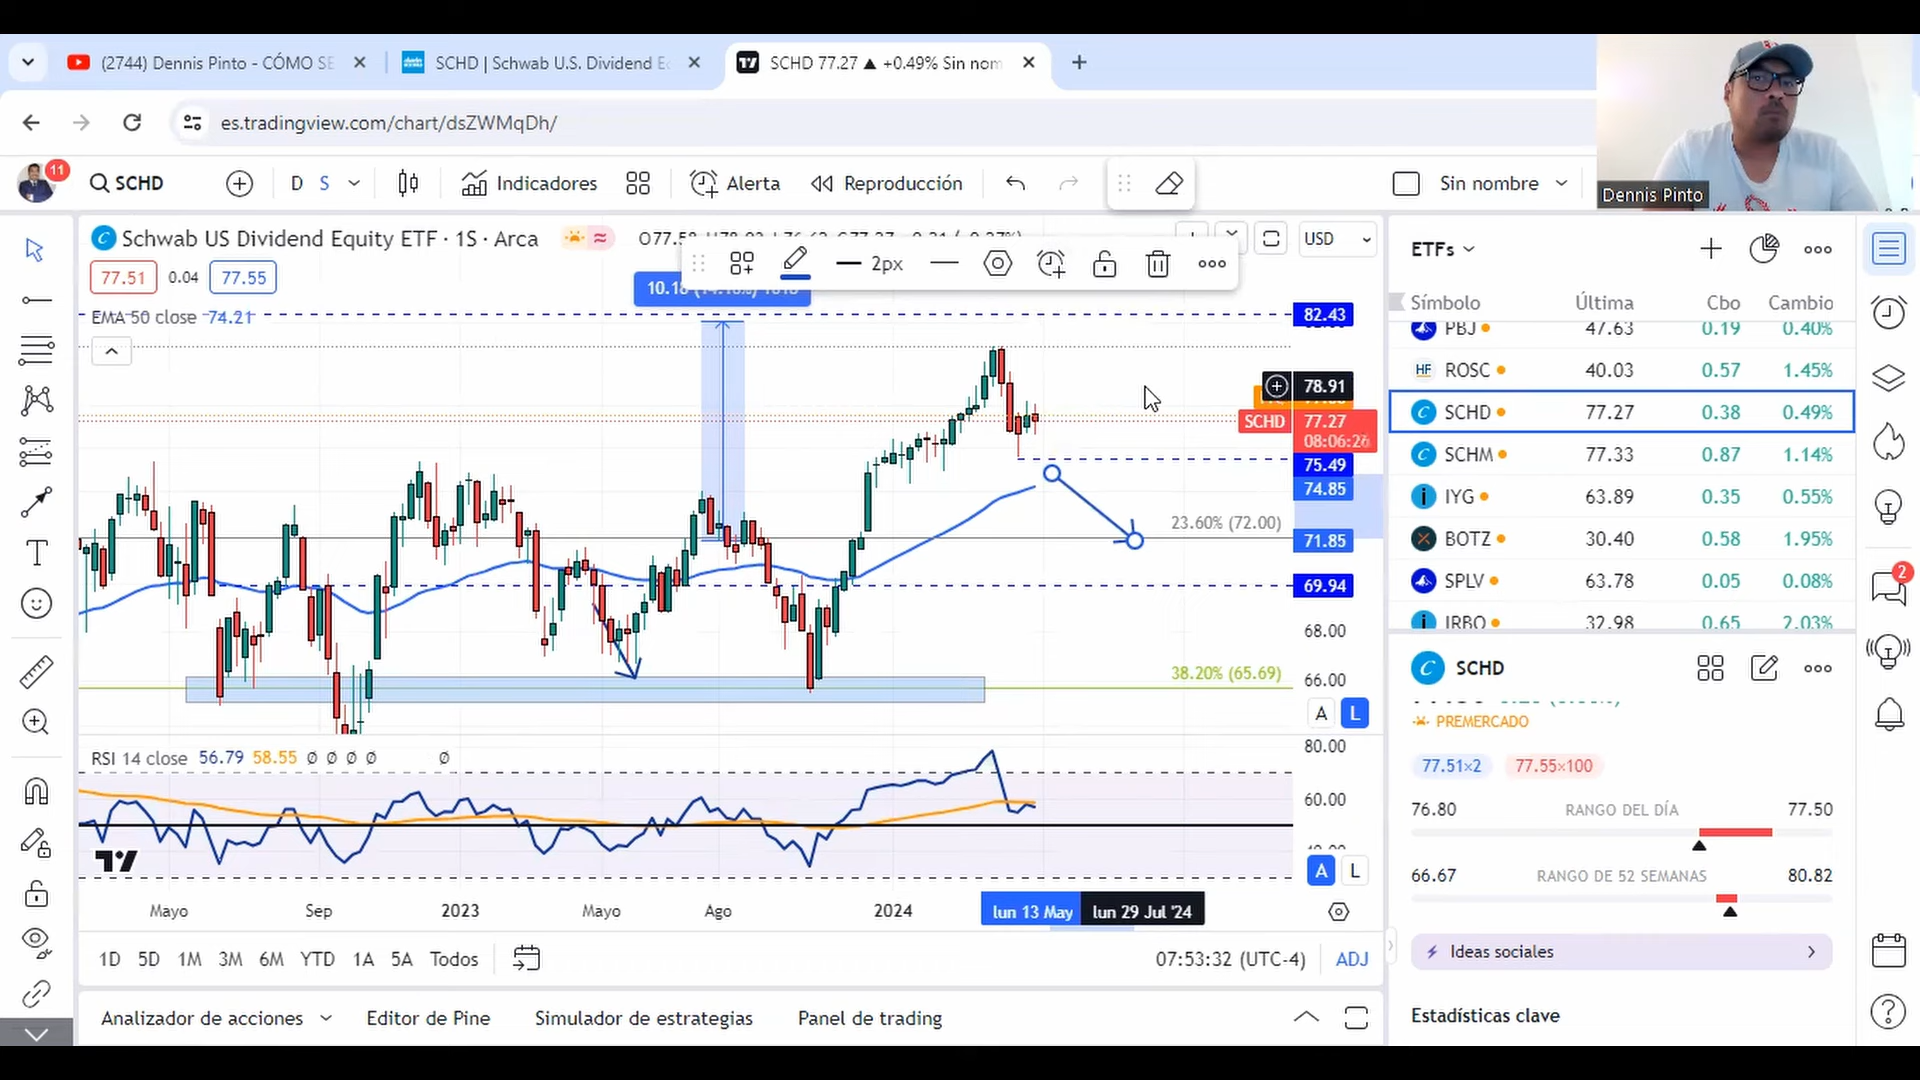 (2744) Dennis Pinto - CÓMO SE
SCHD | Schwab U.S. Dividend E
SCHD 77.27 ▲ +0.49% Sin nom
es.tradingview.com/chart/dsZWMqDh/
11
SCHD
D S
Indicadores
Alerta
Reproducción
Sin nombre
Dennis Pinto
Schwab US Dividend Equity ETF · 1S · Arca
USD
77.51 0.04 77.55
2px
EMA 50 close 74.21
82.43
78.91
SCHD 77.27
08:06:26
75.49
74.85
23.60% (72.00)
71.85
69.94
68.00
38.20% (65.69)
66.00
A L
RSI 14 close 56.79 58.55 Ø Ø Ø Ø Ø
80.00
60.00
A L
Mayo Sep 2023 Mayo Ago 2024 lun 13 May lun 29 Jul '24
1D 5D 1M 3M 6M YTD 1A 5A Todos
07:53:32 (UTC-4) ADJ
Analizador de acciones Editor de Pine Simulador de estrategias Panel de trading
ETFs
Símbolo Última Cbo Cambio
PBJ 47.63 0.19 0.40%
ROSC 40.03 0.57 1.45%
SCHD 77.27 0.38 0.49%
SCHM 77.33 0.87 1.14%
IYG 63.89 0.35 0.55%
BOTZ 30.40 0.58 1.95%
SPLV 63.78 0.05 0.08%
IRBO 32.98 0.65 2.03%
SCHD
PREMERCADO
77.51×2 77.55×100
76.80 RANGO DEL DÍA 77.50
66.67 RANGO DE 52 SEMANAS 80.82
Ideas sociales
Estadísticas clave
2